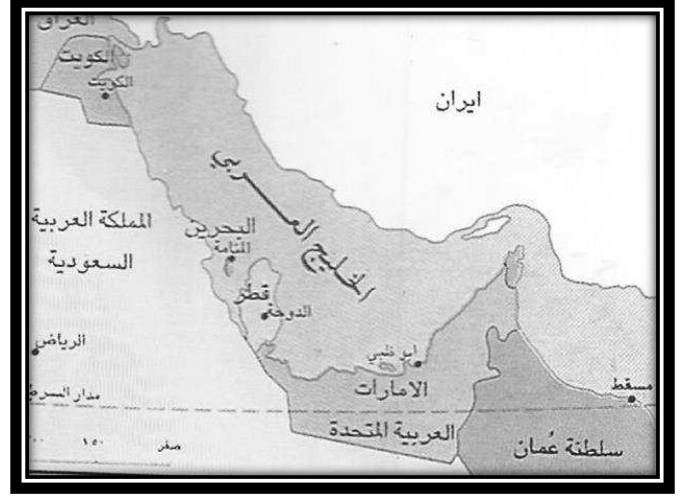 العراق
الكويت
الكويت
ايران
الخليج العربي
المملكة العربية
السعودية
البحرين
المنامة
قطر
الدوحة
الرياض
ابو ظبي
الامارات
العربية المتحدة
مسقط
سلطنة عُمان
مدار السرط
صفر
١٥٠